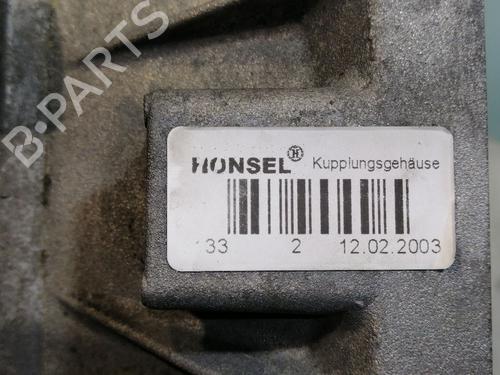 B-PARTS
HONSEL Ⓗ Kupplungsgehäuse
33 2 12.02.2003